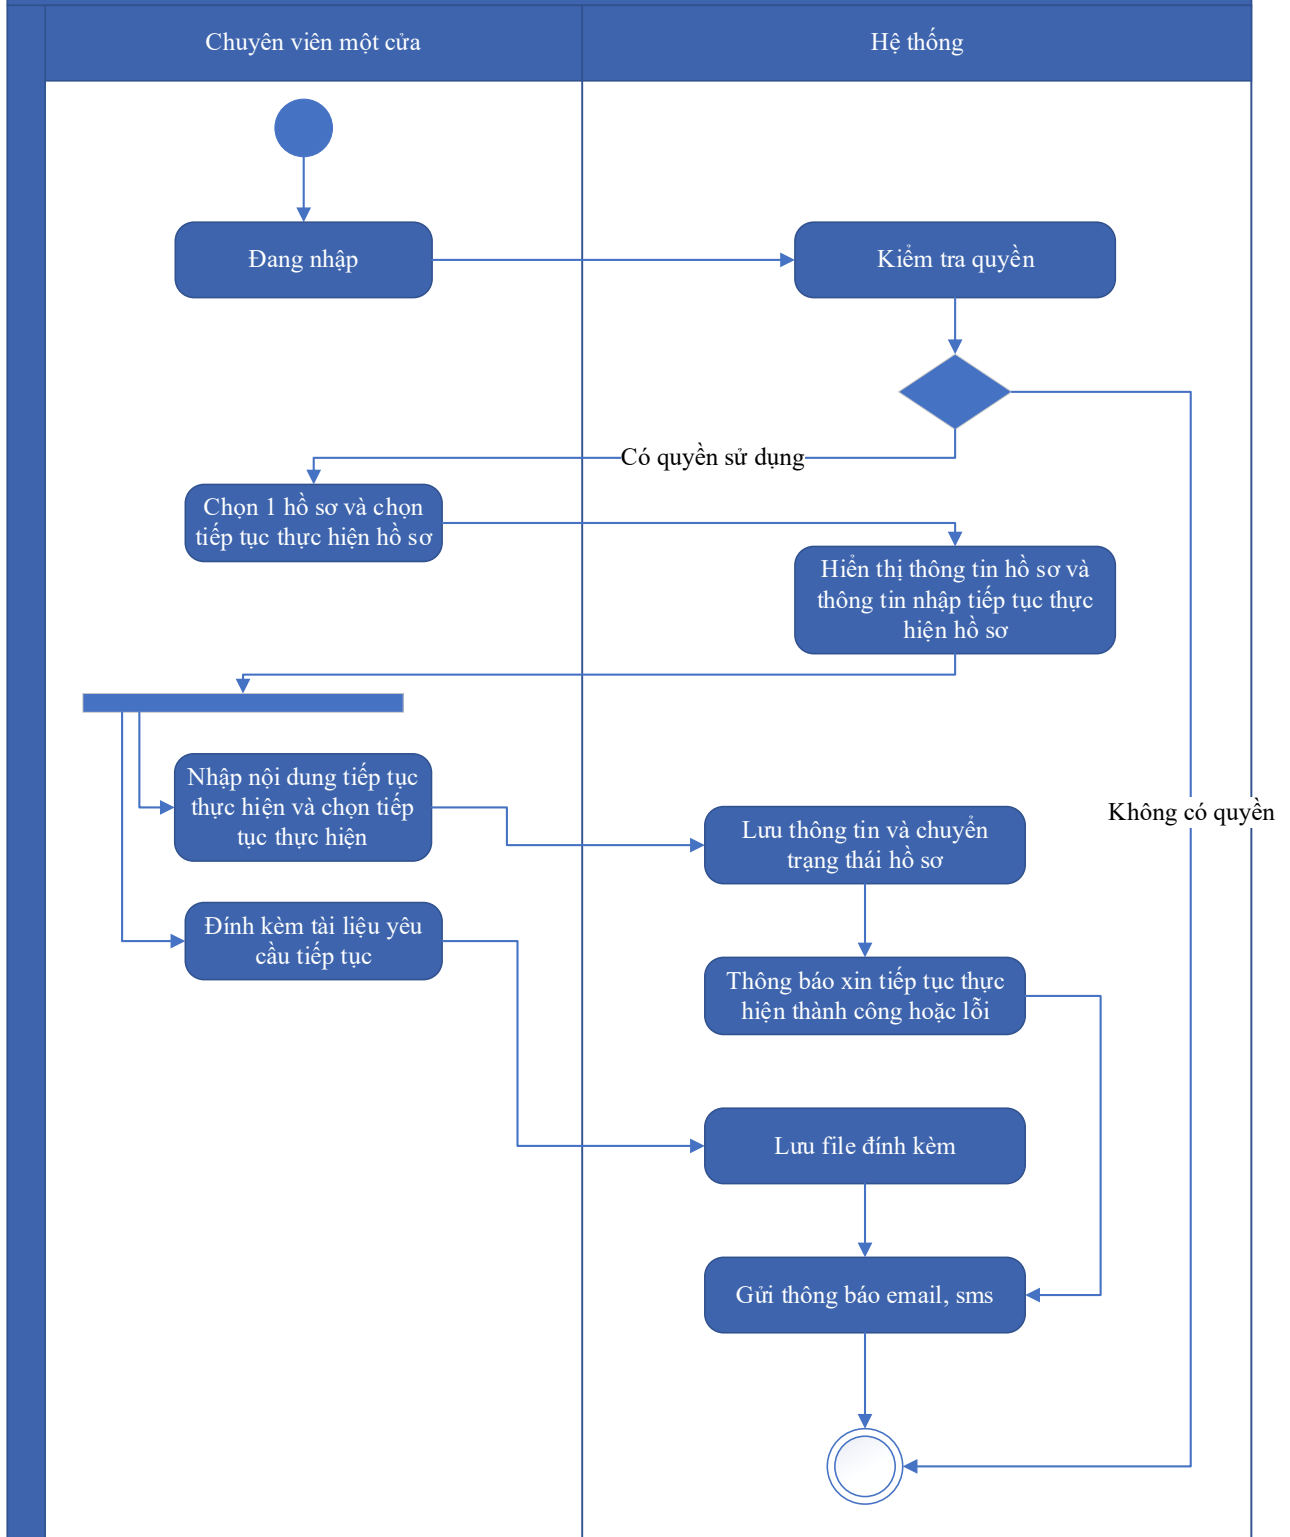 Chuyên viên một cửa
Hệ thống
Đang nhập
Kiểm tra quyền
Có quyền sử dụng
Chọn 1 hồ sơ và chọn
tiếp tục thực hiện hồ sơ
Hiển thị thông tin hồ sơ và
thông tin nhập tiếp tục thực
hiện hồ sơ
Nhập nội dung tiếp tục
thực hiện và chọn tiếp
tục thực hiện
Không có quyền
Lưu thông tin và chuyển
trạng thái hồ sơ
Đính kèm tài liệu yêu
cầu tiếp tục
Thông báo xin tiếp tục thực
hiện thành công hoặc lỗi
Lưu file đính kèm
Gửi thông báo email, sms